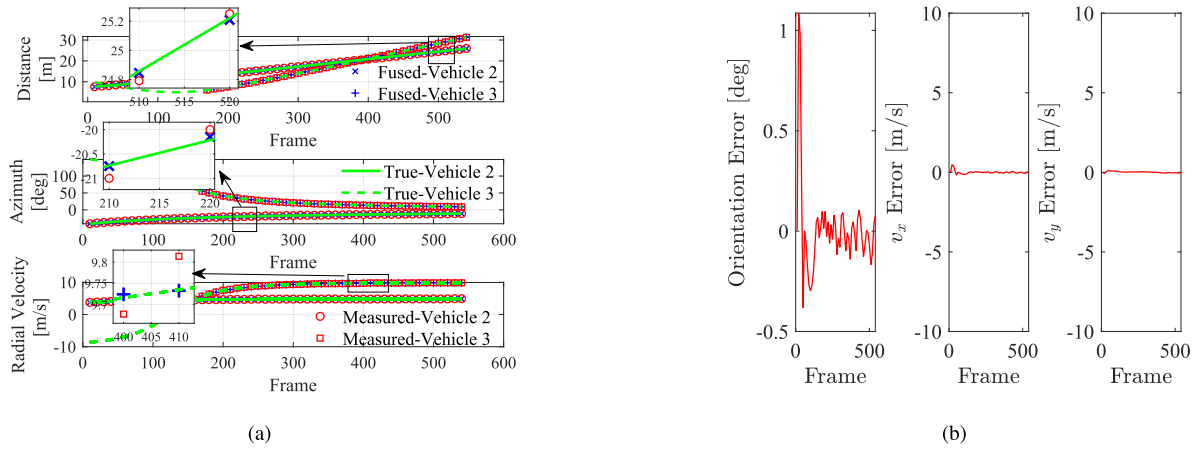 25.2
25
24.8
510 515 520
30
20
10
Distance
[m]
Fused-Vehicle 2
Fused-Vehicle 3
0 100 200 300 400 500
Frame
-20
-20.5
-21
210 215 220
100
50
0
Azimuth
[deg]
True-Vehicle 2
True-Vehicle 3
0 100 200 300 400 500 600
Frame
9.8
9.75
9.7
400 405 410
10
0
-10
Radial Velocity
[m/s]
Measured-Vehicle 2
Measured-Vehicle 3
0 100 200 300 400 500 600
Frame
(a)
1
0.5
0
-0.5
Orientation Error [deg]
0 500
Frame
10
5
0
-5
-10
vx Error [m/s]
0 500
Frame
10
5
0
-5
-10
vy Error [m/s]
0 500
Frame
(b)